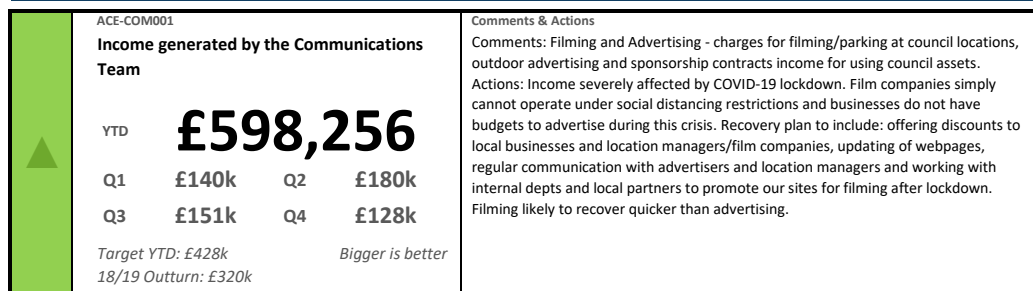 ACE-COM001
Income generated by the Communications
Team
YTD £598,256
Q1 £140k Q2 £180k
Q3 £151k Q4 £128k
Target YTD: £428k Bigger is better
18/19 Outturn: £320k
Comments & Actions
Comments: Filming and Advertising - charges for filming/parking at council locations,
outdoor advertising and sponsorship contracts income for using council assets.
Actions: Income severely affected by COVID-19 lockdown. Film companies simply
cannot operate under social distancing restrictions and businesses do not have
budgets to advertise during this crisis. Recovery plan to include: offering discounts to
local businesses and location managers/film companies, updating of webpages,
regular communication with advertisers and location managers and working with
internal depts and local partners to promote our sites for filming after lockdown.
Filming likely to recover quicker than advertising.